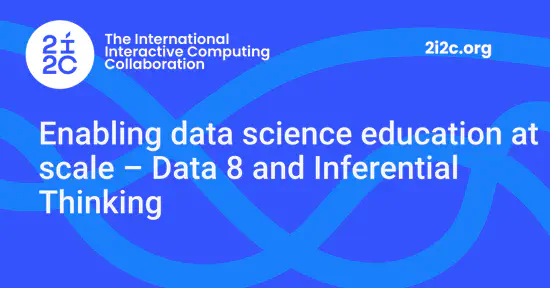 2i2c
The International
Interactive Computing
Collaboration
2i2c.org
Enabling data science education at
scale – Data 8 and Inferential
Thinking